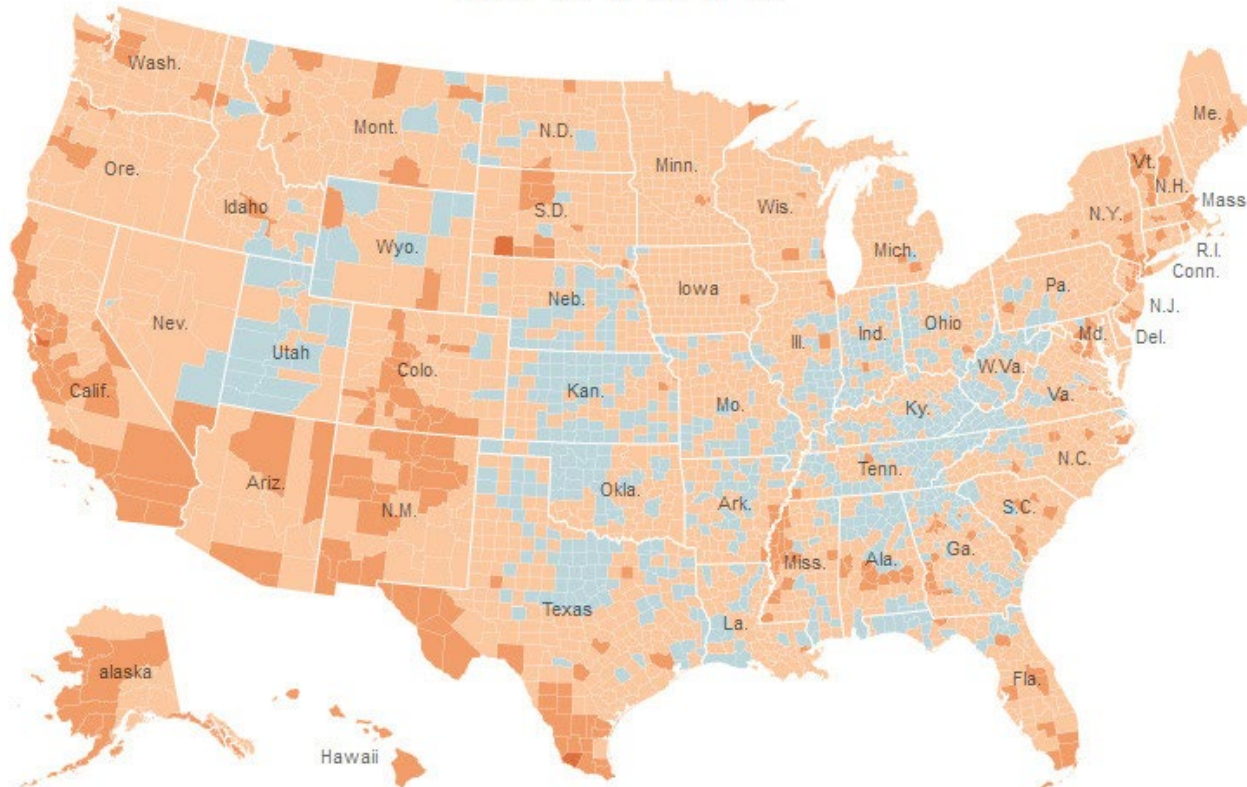 Wash.
Mont.
N.D.
Minn.
Me.
Ore.
Idaho
Wyo.
S.D.
Wis.
Mich.
Vt.
N.H.
N.Y.
Mass
R.I.
Conn.
Nev.
Utah
Neb.
Iowa
Pa.
N.J.
Calif.
Colo.
Kan.
Ill.
Ind.
Ohio
Md.
Del.
Mo.
Ky.
W.Va.
Va.
Ariz.
N.M.
Okla.
Ark.
Tenn.
N.C.
Texas
La.
Miss.
Ala.
Ga.
S.C.
alaska
Hawaii
Fla.